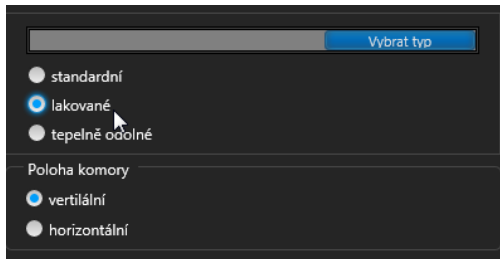 Vybrat typ
standardní
lakované
tepelně odolné
Poloha komory
vertilální
horizontální